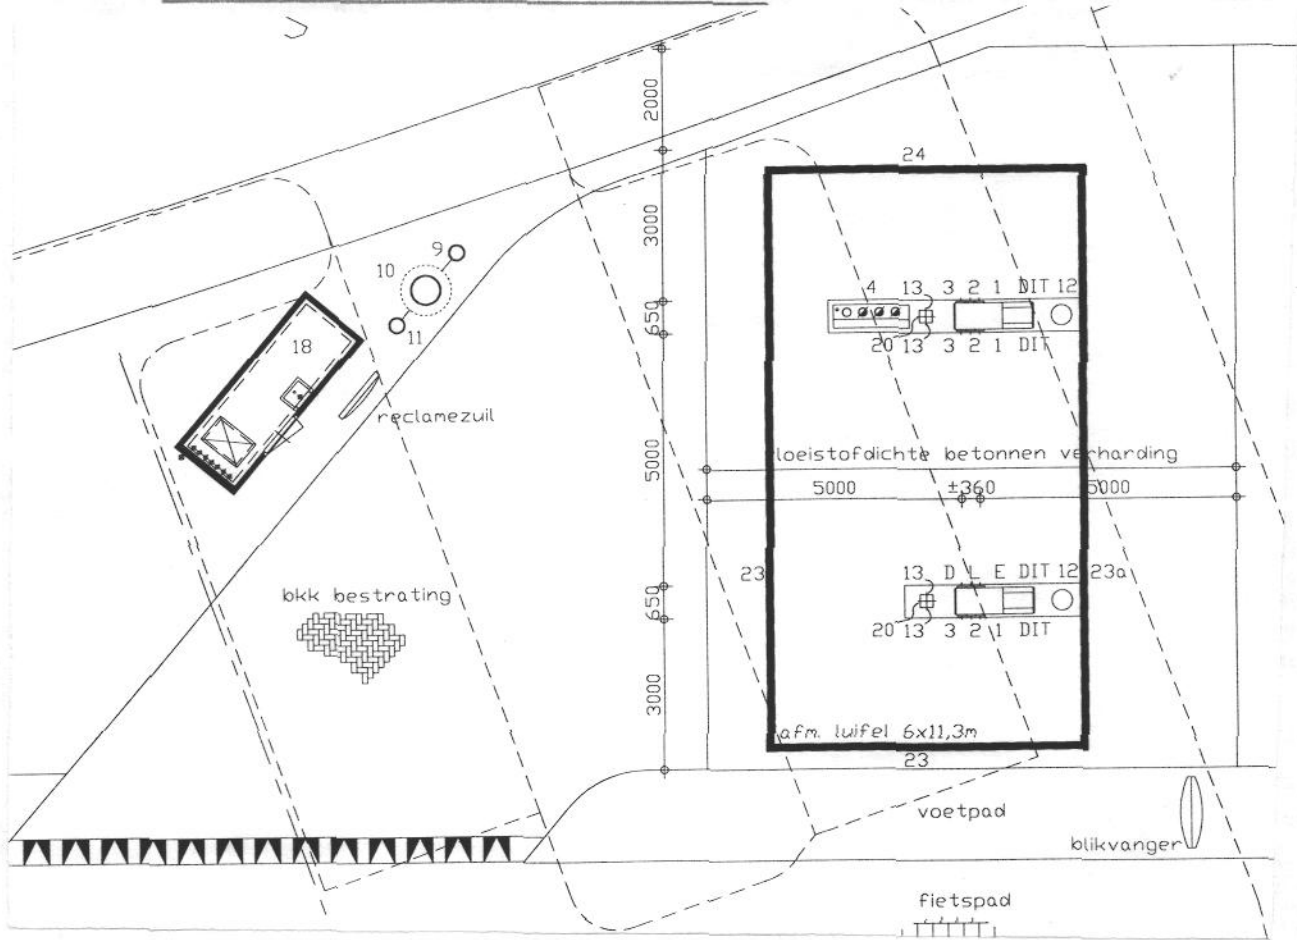 2000
24
3000
9
10
11
18
reclamezuil
4 13 3 2 1 DIT 12
650
20 13 3 2 1 DIT
loeistofdichte betonnen verharding
5000
5000 ±360 5000
23 13 D L E DIT 12 23a
650
20 13 3 2 1 DIT
bkk bestrating
3000
afm. luifel 6x11,3m
23
voetpad
blikvanger
fietspad